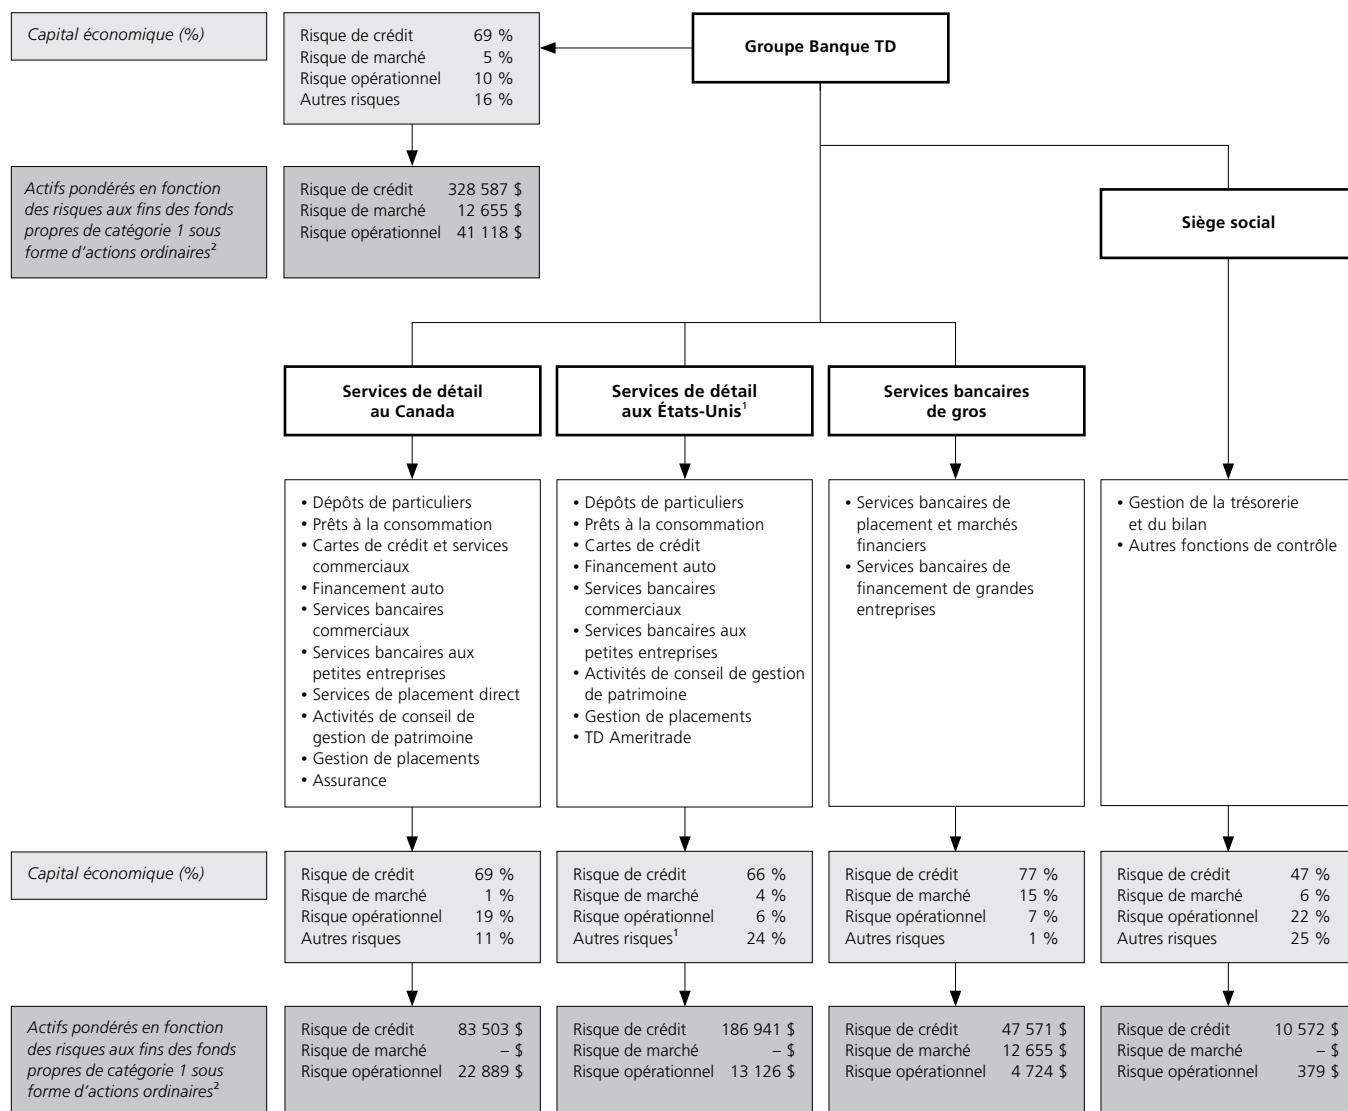 Capital économique (%)
Risque de crédit 69 %
Risque de marché 5 %
Risque opérationnel 10 %
Autres risques 16 %
Groupe Banque TD
Actifs pondérés en fonction
des risques aux fins des fonds
propres de catégorie 1 sous
forme d'actions ordinaires²
Risque de crédit 328 587 $
Risque de marché 12 655 $
Risque opérationnel 41 118 $
Siège social
Services de détail
au Canada
Services de détail
aux États-Unis¹
Services bancaires
de gros
• Dépôts de particuliers
• Prêts à la consommation
• Cartes de crédit et services
commerciaux
• Financement auto
• Services bancaires
commerciaux
• Services bancaires aux
petites entreprises
• Services de placement direct
• Activités de conseil de
gestion de patrimoine
• Gestion de placements
• Assurance
• Dépôts de particuliers
• Prêts à la consommation
• Cartes de crédit
• Financement auto
• Services bancaires
commerciaux
• Services bancaires aux
petites entreprises
• Activités de conseil de gestion
de patrimoine
• Gestion de placements
• TD Ameritrade
• Services bancaires de
placement et marchés
financiers
• Services bancaires de
financement de grandes
entreprises
• Gestion de la trésorerie
et du bilan
• Autres fonctions de contrôle
Capital économique (%)
Risque de crédit 69 %
Risque de marché 1 %
Risque opérationnel 19 %
Autres risques 11 %
Risque de crédit 66 %
Risque de marché 4 %
Risque opérationnel 6 %
Autres risques¹ 24 %
Risque de crédit 77 %
Risque de marché 15 %
Risque opérationnel 7 %
Autres risques 1 %
Risque de crédit 47 %
Risque de marché 6 %
Risque opérationnel 22 %
Autres risques 25 %
Actifs pondérés en fonction
des risques aux fins des fonds
propres de catégorie 1 sous
forme d'actions ordinaires²
Risque de crédit 83 503 $
Risque de marché – $
Risque opérationnel 22 889 $
Risque de crédit 186 941 $
Risque de marché – $
Risque opérationnel 13 126 $
Risque de crédit 47 571 $
Risque de marché 12 655 $
Risque opérationnel 4 724 $
Risque de crédit 10 572 $
Risque de marché – $
Risque opérationnel 379 $